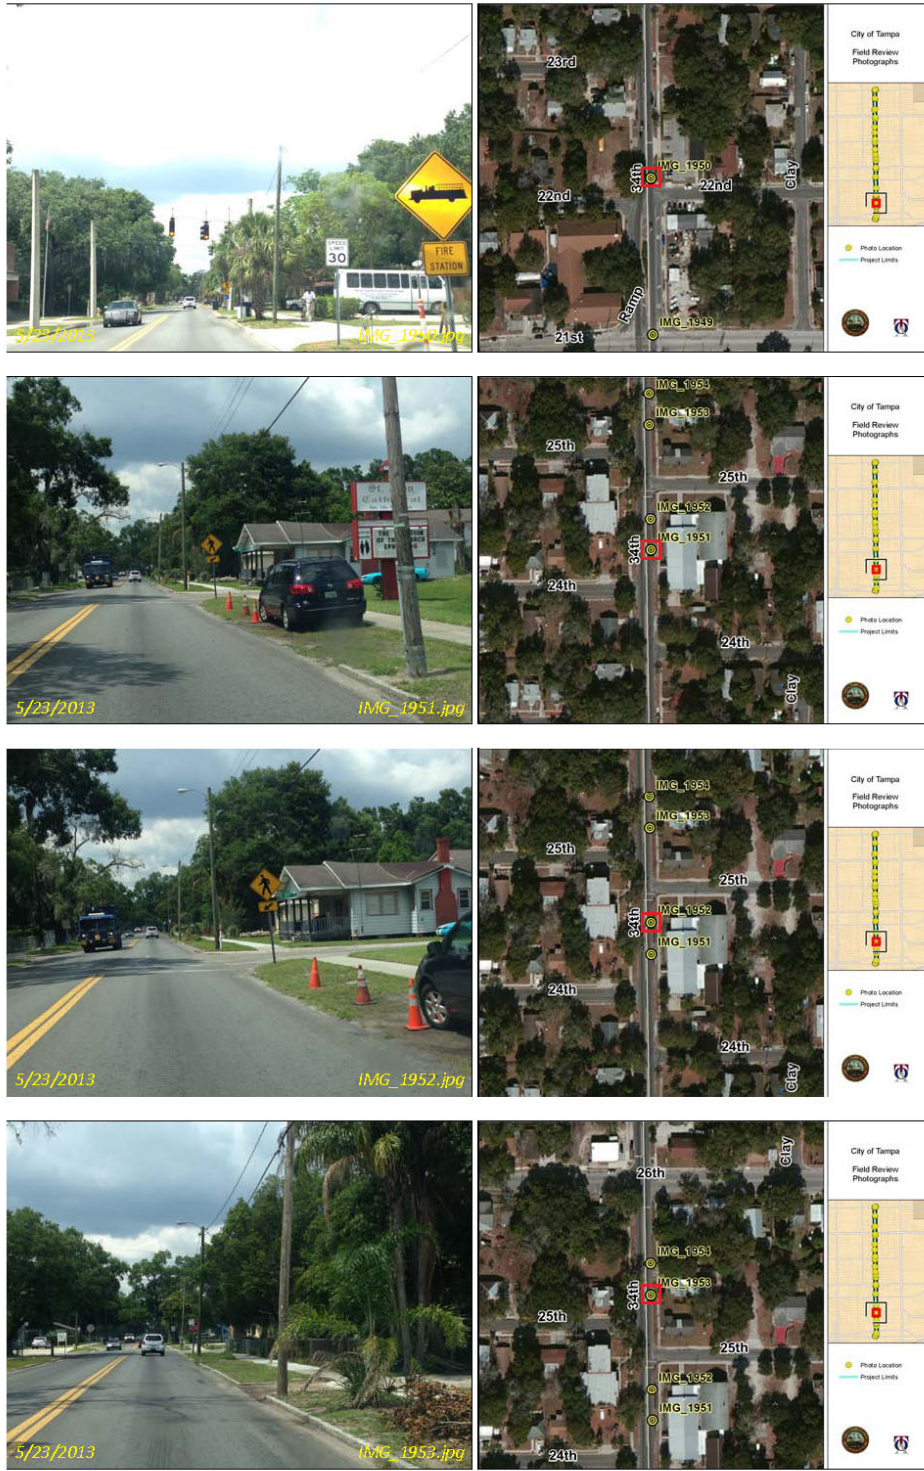 SPEED
LIMIT
30
FIRE
STATION
5/23/2013
IMG_1950.jpg
23rd
IMG_1950
34th
22nd
22nd
Clay
Ramp
IMG_1949
21st
City of Tampa
Field Review
Photographs
Photo Location
Project Limits
Cathedral
THE
5/23/2013
IMG_1951.jpg
IMG_1954
IMG_1953
25th
25th
IMG_1952
IMG_1951
34th
24th
24th
Clay
City of Tampa
Field Review
Photographs
Photo Location
Project Limits
5/23/2013
IMG_1952.jpg
IMG_1954
IMG_1953
25th
25th
IMG_1952
34th
IMG_1951
24th
24th
Clay
City of Tampa
Field Review
Photographs
Photo Location
Project Limits
5/23/2013
IMG_1953.jpg
26th
Clay
IMG_1954
IMG_1953
34th
25th
25th
IMG_1952
IMG_1951
24th
City of Tampa
Field Review
Photographs
Photo Location
Project Limits